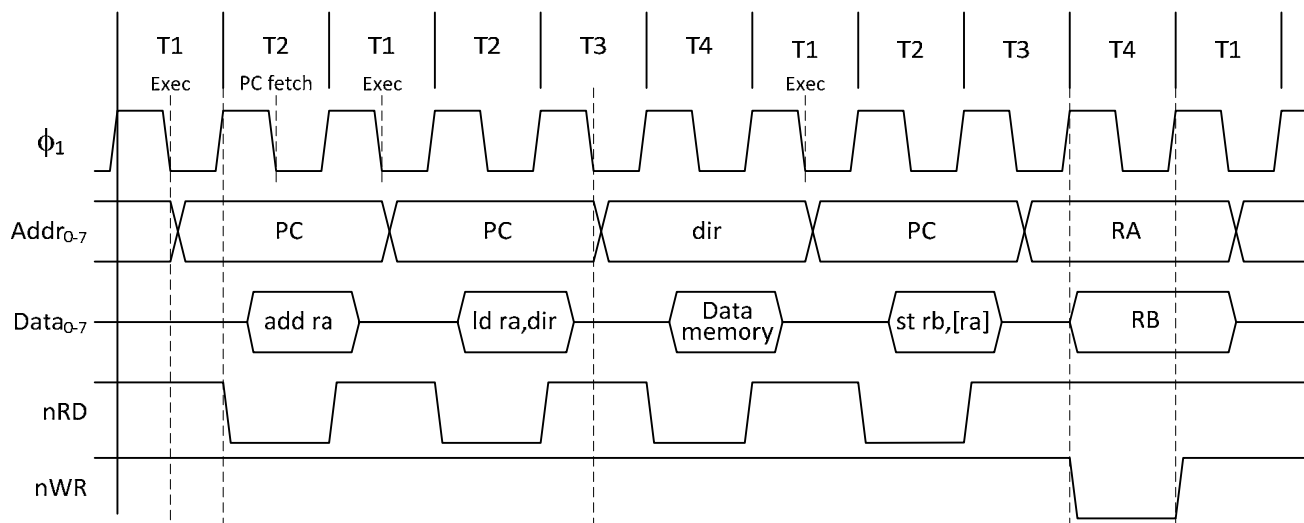 T1 T2 T1 T2 T3 T4 T1 T2 T3 T4 T1
Exec PC fetch Exec Exec
ϕ1
Addr0-7 PC PC dir PC RA
Data0-7 add ra ld ra,dir Data memory st rb,[ra] RB
nRD
nWR